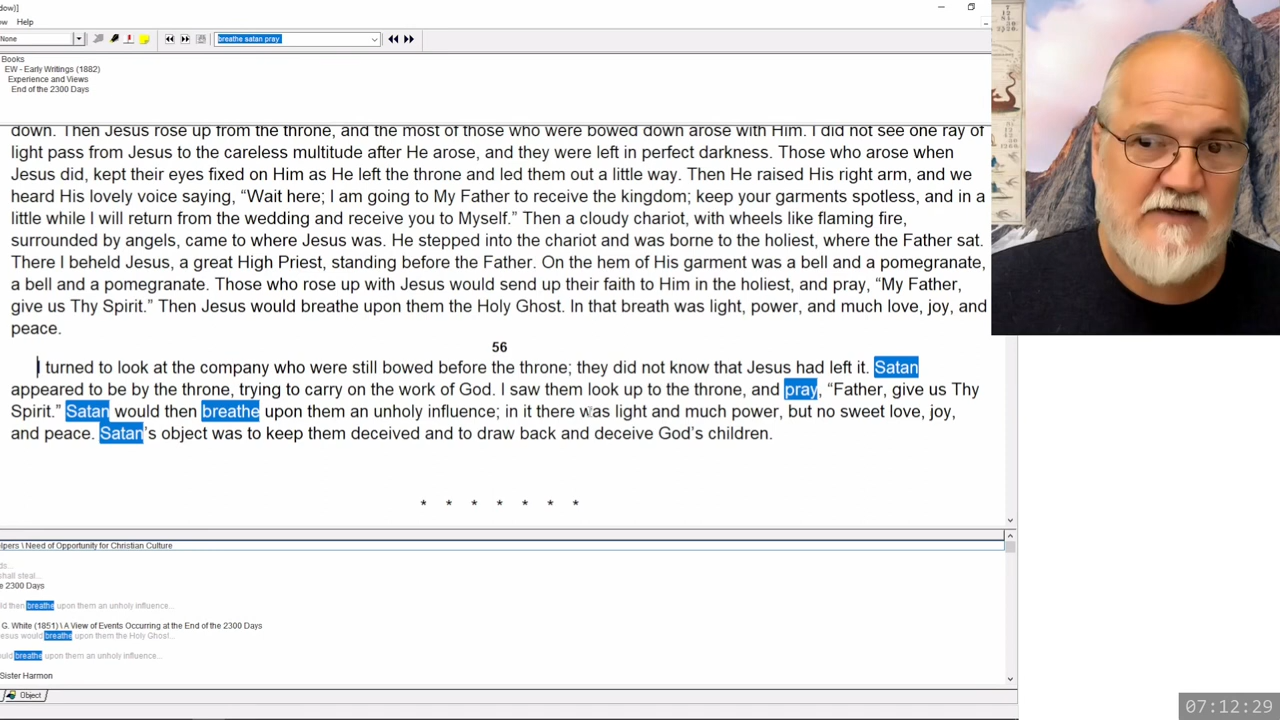 dow)]
ow Help
None
breathe satan pray
Books
EW - Early Writings (1882)
Experience and Views
End of the 2300 Days
down. Then Jesus rose up from the throne, and the most of those who were bowed down arose with Him. I did not see one ray of
light pass from Jesus to the careless multitude after He arose, and they were left in perfect darkness. Those who arose when
Jesus did, kept their eyes fixed on Him as He left the throne and led them out a little way. Then He raised His right arm, and we
heard His lovely voice saying, “Wait here; I am going to My Father to receive the kingdom; keep your garments spotless, and in a
little while I will return from the wedding and receive you to Myself.” Then a cloudy chariot, with wheels like flaming fire,
surrounded by angels, came to where Jesus was. He stepped into the chariot and was borne to the holiest, where the Father sat.
There I beheld Jesus, a great High Priest, standing before the Father. On the hem of His garment was a bell and a pomegranate,
a bell and a pomegranate. Those who rose up with Jesus would send up their faith to Him in the holiest, and pray, “My Father,
give us Thy Spirit.” Then Jesus would breathe upon them the Holy Ghost. In that breath was light, power, and much love, joy, and
peace.
56
I turned to look at the company who were still bowed before the throne; they did not know that Jesus had left it. Satan
appeared to be by the throne, trying to carry on the work of God. I saw them look up to the throne, and pray, “Father, give us Thy
Spirit.” Satan would then breathe upon them an unholy influence; in it there was light and much power, but no sweet love, joy,
and peace. Satan’s object was to keep them deceived and to draw back and deceive God’s children.
* * * * * * *
elpers \ Need of Opportunity for Christian Culture
ds...
shall steal...
e 2300 Days
ld then breathe upon them an unholy influence...
G. White (1851) \ A View of Events Occurring at the End of the 2300 Days
esus would breathe upon them the Holy Ghost...
ould breathe upon them an unholy influence...
Sister Harmon
Object
07:12:29